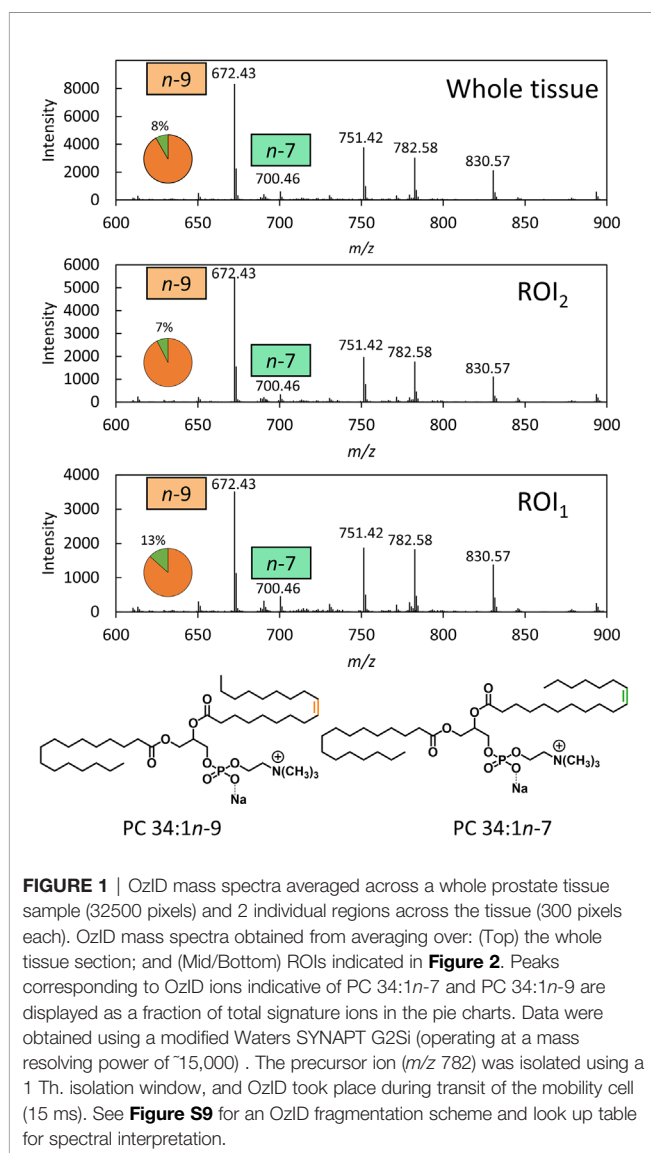 Whole tissue
n-9
672.43
8%
n-7
700.46
751.42
782.58
830.57
Intensity
8000
6000
4000
2000
0
600 650 700 750 800 850 900
m/z
ROI2
n-9
672.43
7%
n-7
700.46
751.42
782.58
830.57
Intensity
6000
5000
4000
3000
2000
1000
0
600 650 700 750 800 850 900
m/z
ROI1
n-9
672.43
13%
n-7
700.46
751.42
782.58
830.57
Intensity
4000
3000
2000
1000
0
600 650 700 750 800 850 900
m/z
O
O
O
O
O
P
O
O
O
N(CH3)3
Na
PC 34:1n-9
O
O
O
O
O
P
O
O
O
N(CH3)3
Na
PC 34:1n-7
FIGURE 1 | OzID mass spectra averaged across a whole prostate tissue
sample (32500 pixels) and 2 individual regions across the tissue (300 pixels
each). OzID mass spectra obtained from averaging over: (Top) the whole
tissue section; and (Mid/Bottom) ROIs indicated in Figure 2. Peaks
corresponding to OzID ions indicative of PC 34:1n-7 and PC 34:1n-9 are
displayed as a fraction of total signature ions in the pie charts. Data were
obtained using a modified Waters SYNAPT G2Si (operating at a mass
resolving power of ˜15,000) . The precursor ion (m/z 782) was isolated using a
1 Th. isolation window, and OzID took place during transit of the mobility cell
(15 ms). See Figure S9 for an OzID fragmentation scheme and look up table
for spectral interpretation.